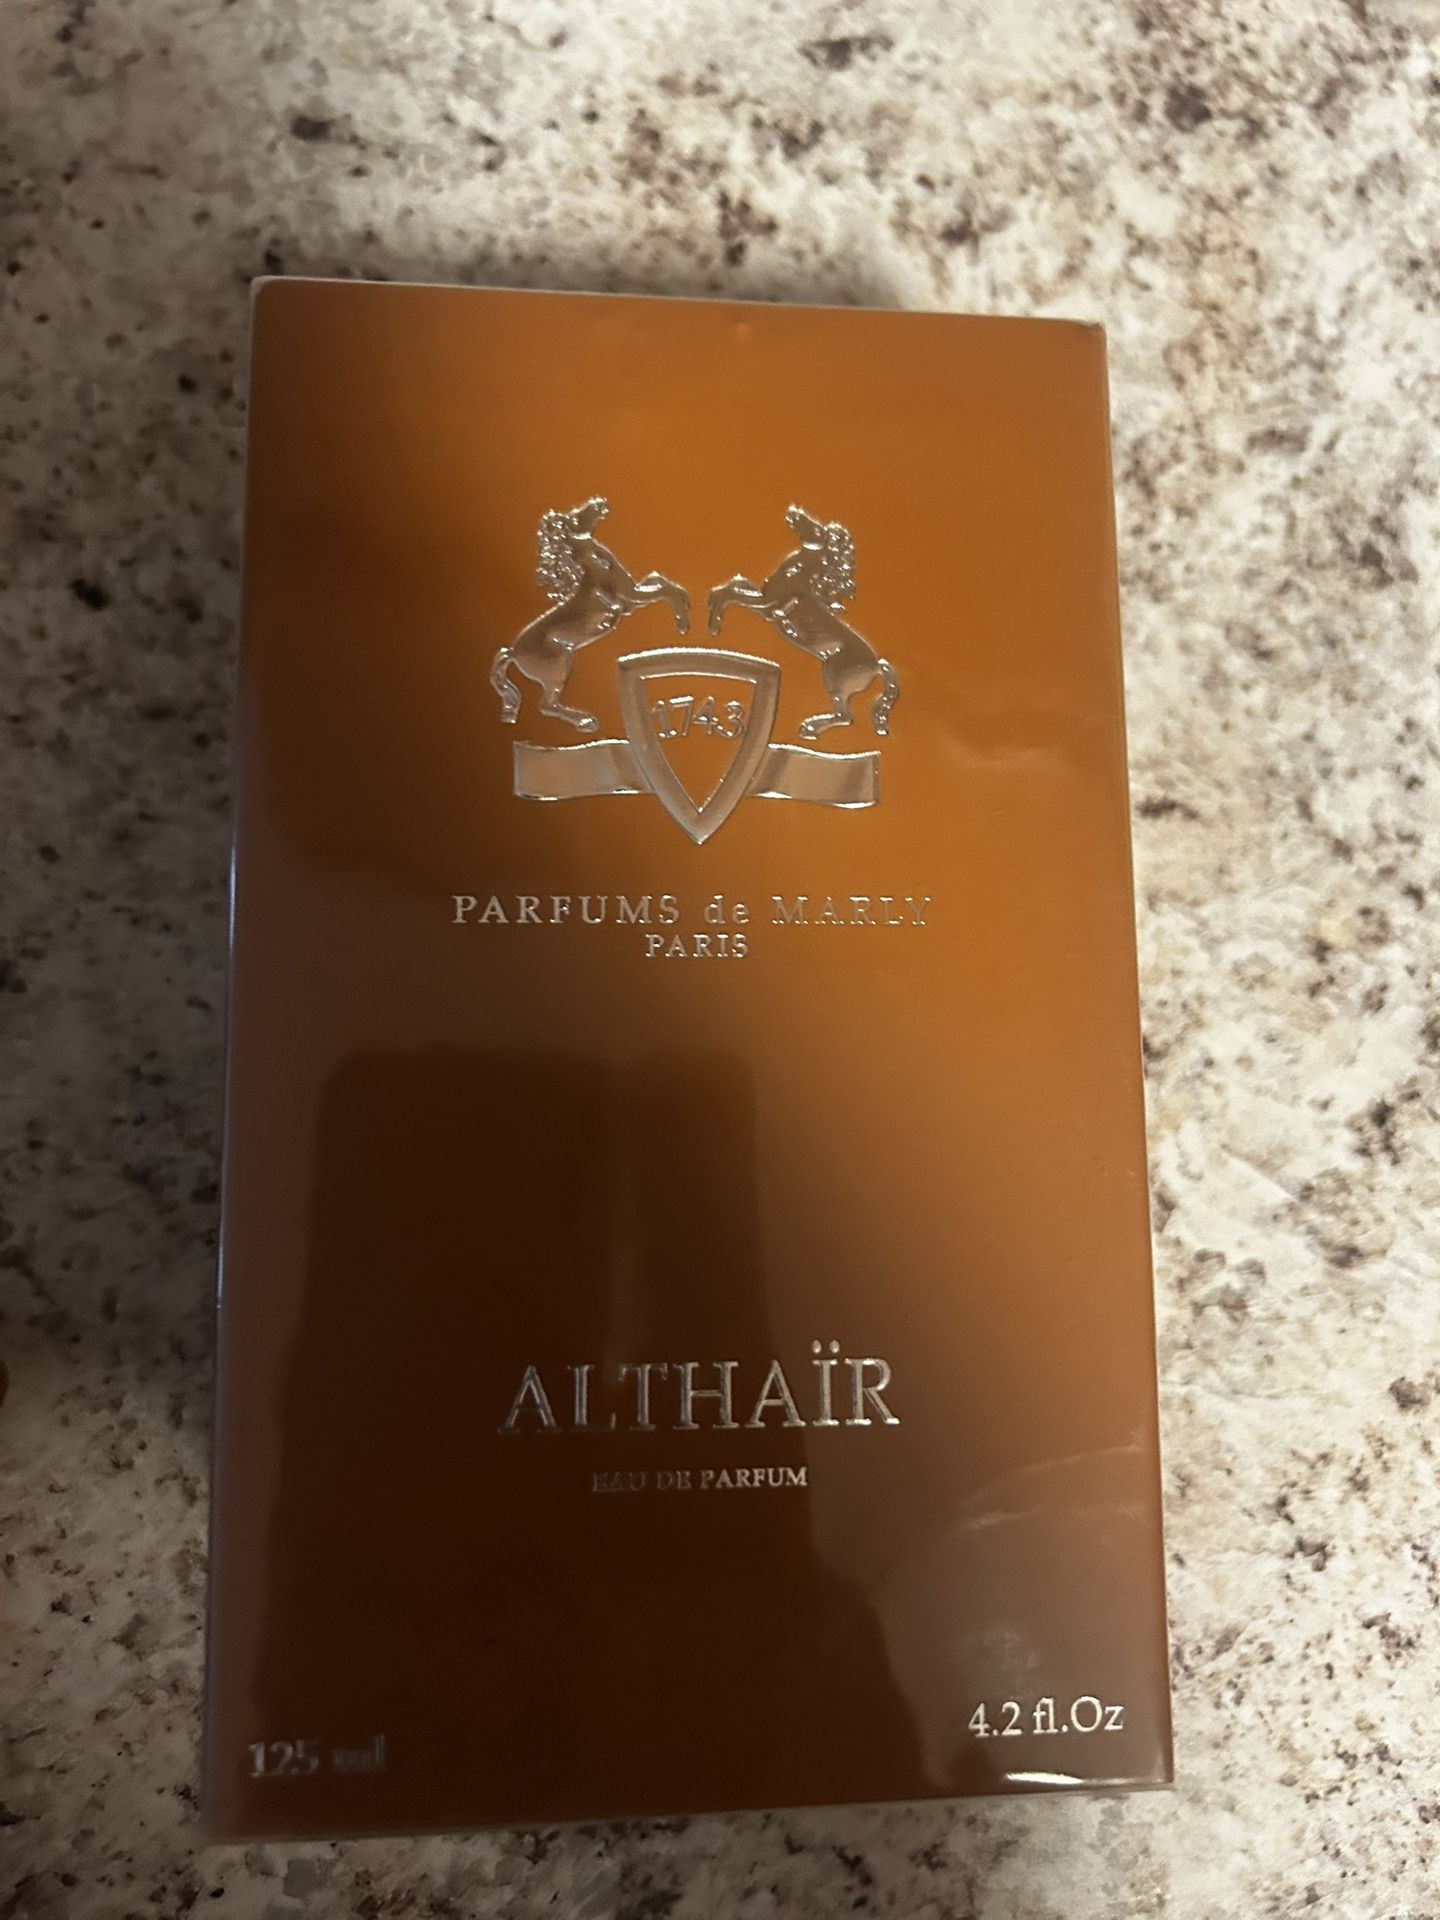 1743
PARFUMS de MARLY
PARIS
ALTHAÏR
EAU DE PARFUM
125 ml
4.2 fl.Oz